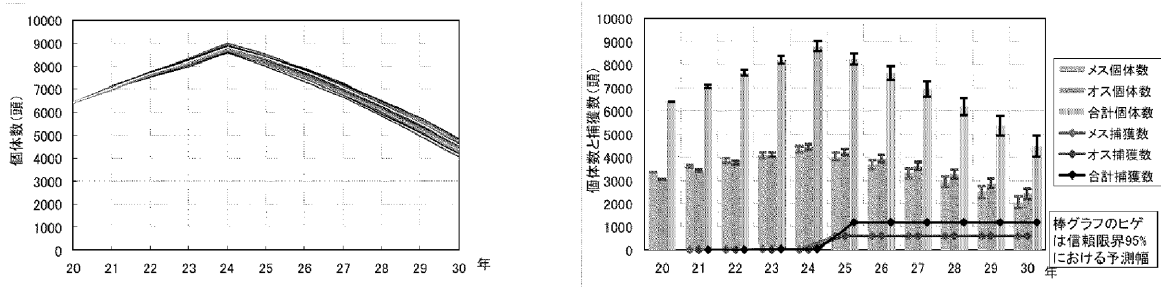 個体数(頭)
10000
9000
8000
7000
6000
5000
4000
3000
2000
1000
0
20 21 22 23 24 25 26 27 28 29 30 年
個体数と捕獲数(頭)
10000
9000
8000
7000
6000
5000
4000
3000
2000
1000
0
20 21 22 23 24 25 26 27 28 29 30 年
メス個体数
オス個体数
合計個体数
メス捕獲数
オス捕獲数
合計捕獲数
棒グラフのヒゲ
は信頼限界95%
における予測幅